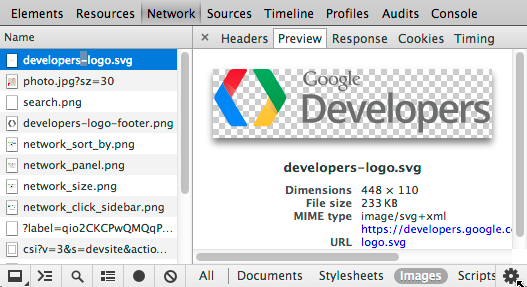 Elements Resources Network Sources Timeline Profiles Audits Console
Name
× Headers Preview Response Cookies Timing
developers-logo.svg
photo.jpg?sz=30
search.png
developers-logo-footer.png
network_sort_by.png
network_panel.png
network_size.png
network_click_sidebar.png
?label=qio2CKCPwQMQqP...
csi?v=3&s=devsite&actio...
Google
Developers
developers-logo.svg
Dimensions 448 × 110
File size 233 KB
MIME type image/svg+xml
https://developers.google.co
URL logo.svg
All Documents Stylesheets Images Scripts